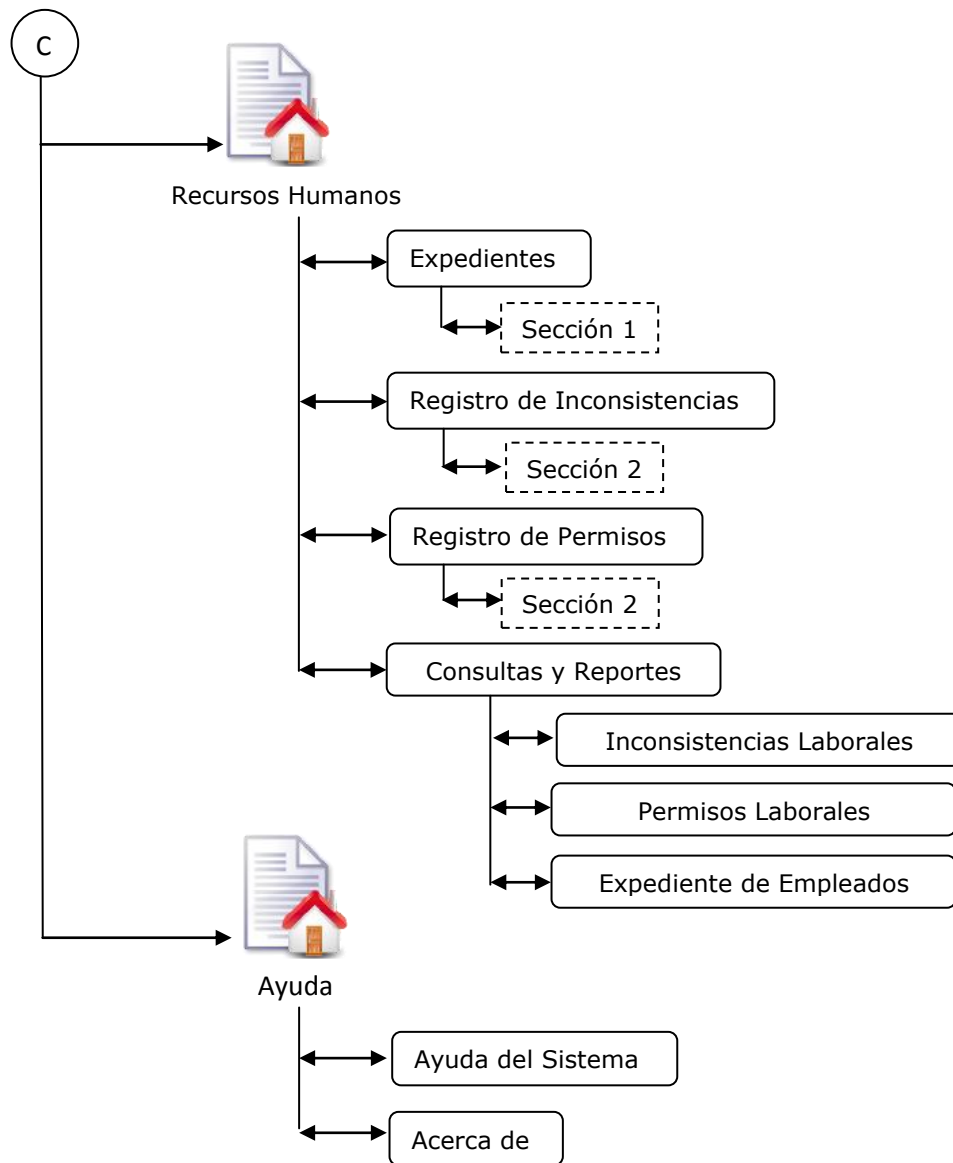 C
Recursos Humanos
Expedientes
Sección 1
Registro de Inconsistencias
Sección 2
Registro de Permisos
Sección 2
Consultas y Reportes
Inconsistencias Laborales
Permisos Laborales
Expediente de Empleados
Ayuda
Ayuda del Sistema
Acerca de